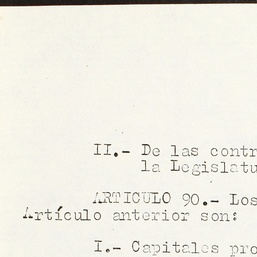 II.- De las contr
la Legislatu
ARTICULO 90.- Los
Artículo anterior son:
I.- Capitales pro